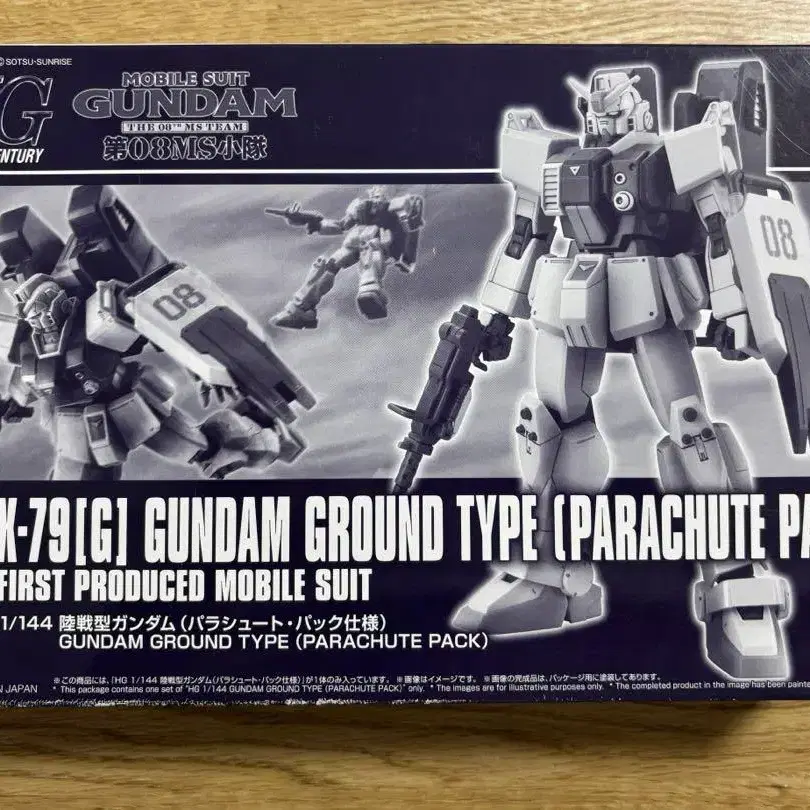 © SOTSU・SUNRISE
G
ENTURY
MOBILE SUIT
GUNDAM
THE 08TH MS TEAM
第08MS小隊
08
08
X-79[G] GUNDAM GROUND TYPE (PARACHUTE PA
FIRST PRODUCED MOBILE SUIT
1/144 陸戦型ガンダム(パラシュート・パック仕様)
GUNDAM GROUND TYPE (PARACHUTE PACK)
※この商品には、「HG 1/144 陸戦型ガンダム(パラシュート・パック仕様)」が1体のみ入っています。 ※画像はイメージです。 ※画像の完成品は、パッケージ用に塗装してあります。
N JAPAN
* This package contains one set of "HG 1/144 GUNDAM GROUND TYPE (PARACHUTE PACK)" only. * The images are for illustrative purposes only. * The completed product in the image has been painte